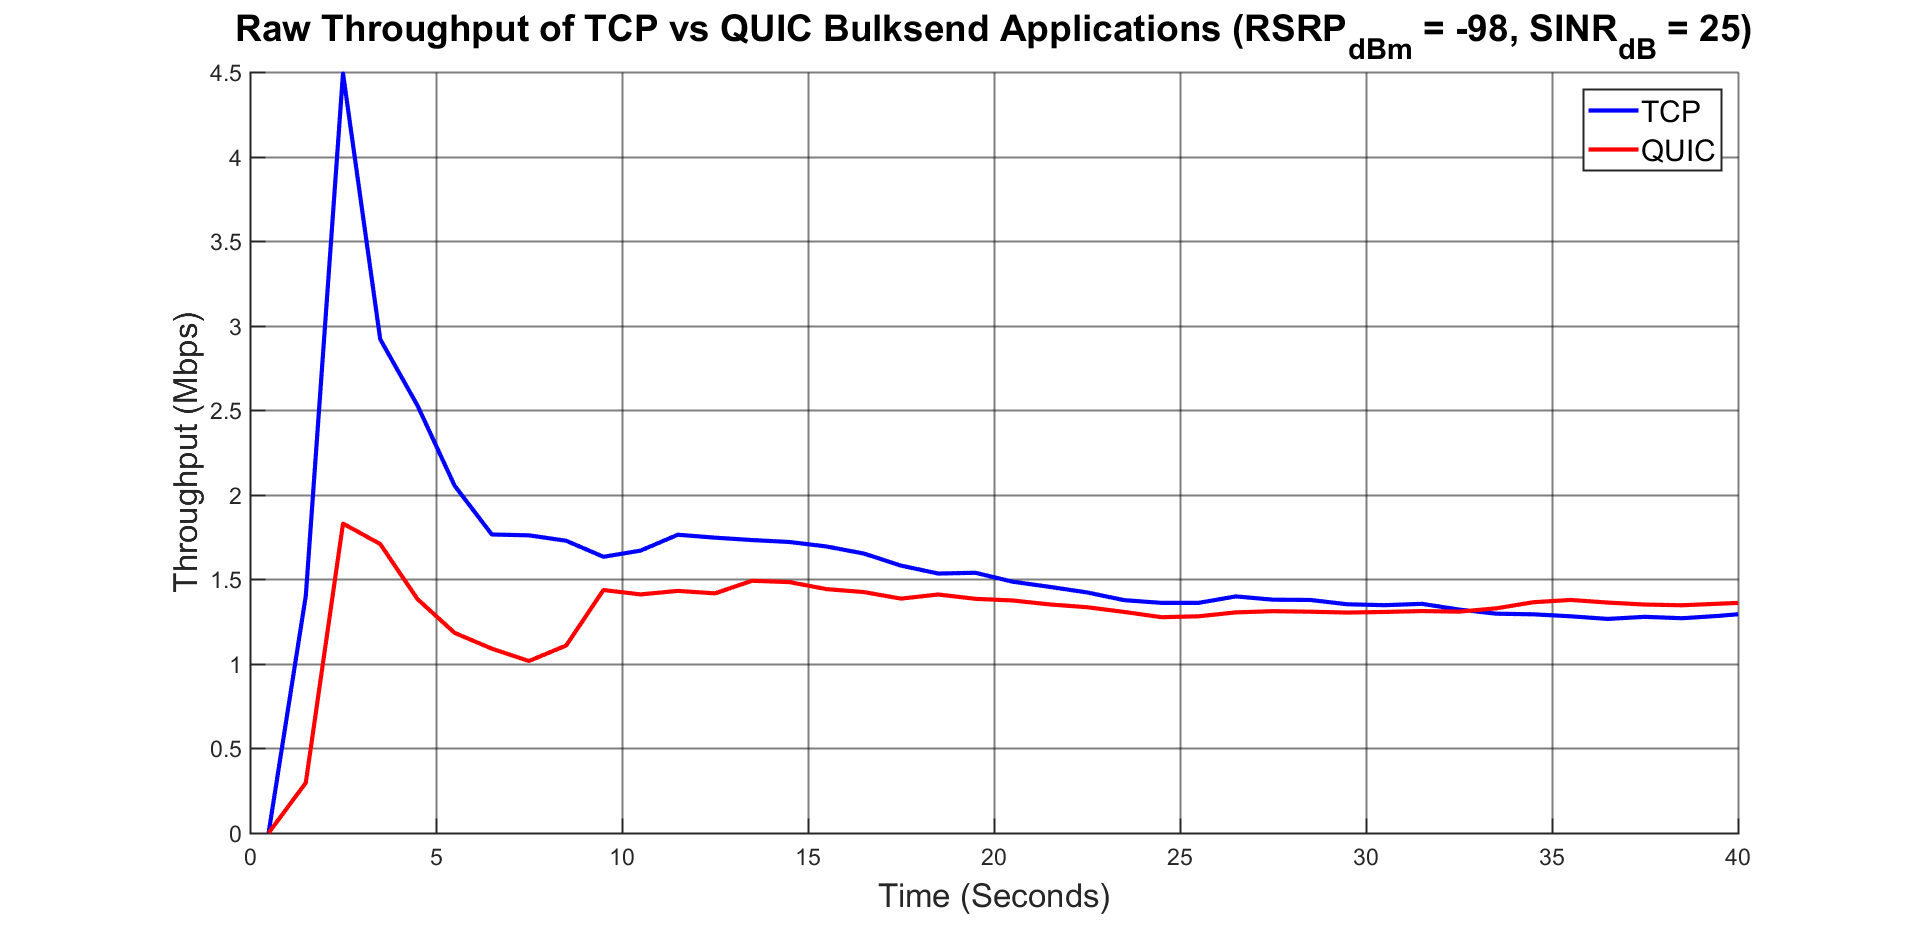 Raw Throughput of TCP vs QUIC Bulksend Applications (RSRP_dBm = -98, SINR_dB = 25)
4.5
4
3.5
3
2.5
2
1.5
1
0.5
0
Throughput (Mbps)
TCP
QUIC
0 5 10 15 20 25 30 35 40
Time (Seconds)